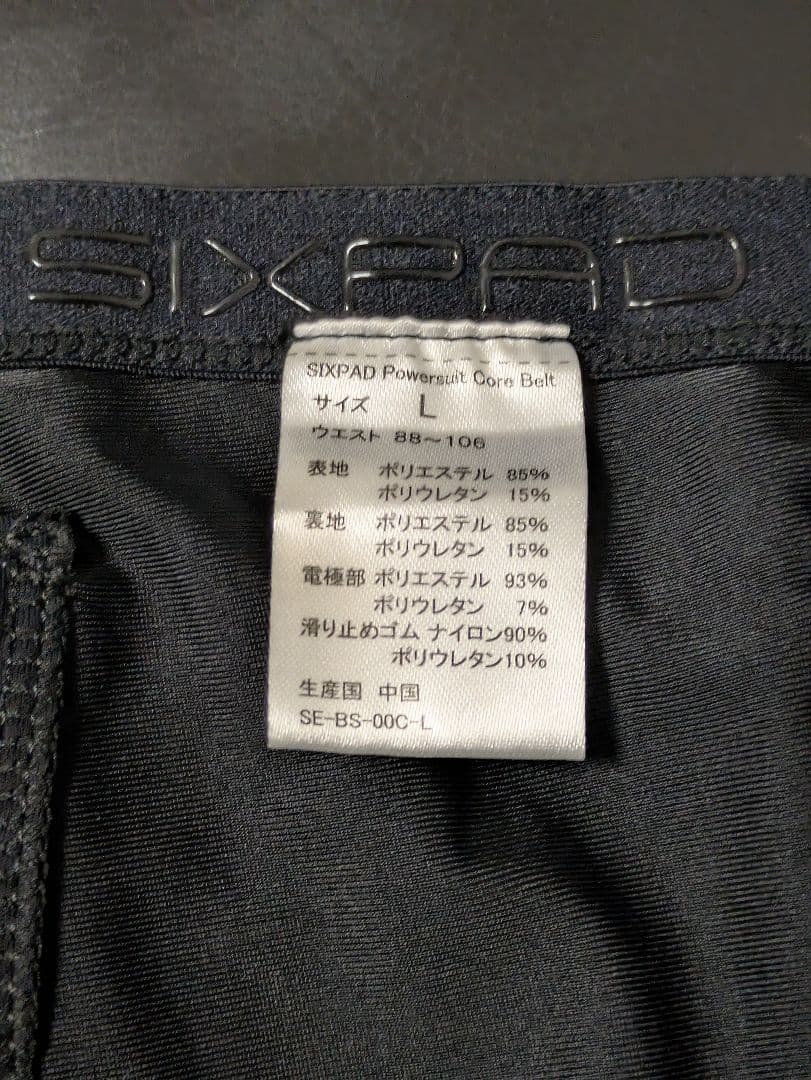 SIXPAD
SIXPAD Powersuit Core Belt
サイズ L
ウエスト 88～106
表地 ポリエステル 85%
ポリウレタン 15%
裏地 ポリエステル 85%
ポリウレタン 15%
電極部 ポリエステル 93%
ポリウレタン 7%
滑り止めゴム ナイロン90%
ポリウレタン10%
生産国 中国
SE-BS-00C-L